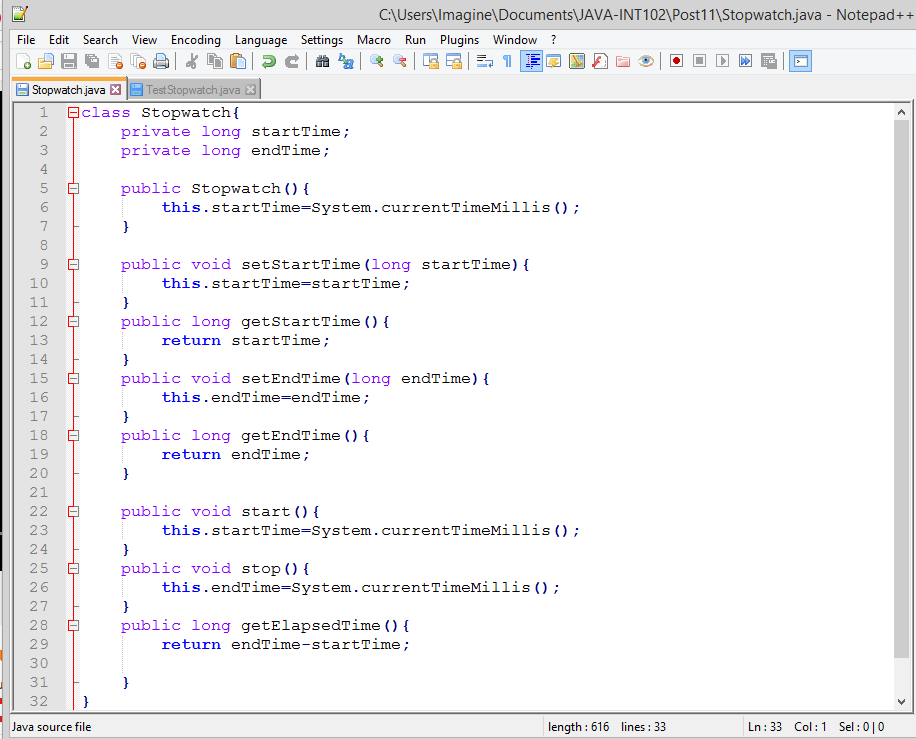 C:\Users\Imagine\Documents\JAVA-INT102\Post11\Stopwatch.java - Notepad++
File Edit Search View Encoding Language Settings Macro Run Plugins Window ?
Stopwatch.java TestStopwatch.java
1 class Stopwatch{
2     private long startTime;
3     private long endTime;
4
5     public Stopwatch(){
6         this.startTime=System.currentTimeMillis();
7     }
8
9     public void setStartTime(long startTime){
10         this.startTime=startTime;
11     }
12     public long getStartTime(){
13         return startTime;
14     }
15     public void setEndTime(long endTime){
16         this.endTime=endTime;
17     }
18     public long getEndTime(){
19         return endTime;
20     }
21
22     public void start(){
23         this.startTime=System.currentTimeMillis();
24     }
25     public void stop(){
26         this.endTime=System.currentTimeMillis();
27     }
28     public long getElapsedTime(){
29         return endTime-startTime;
30
31     }
32 }
Java source file length : 616 lines : 33 Ln : 33 Col : 1 Sel : 0 | 0